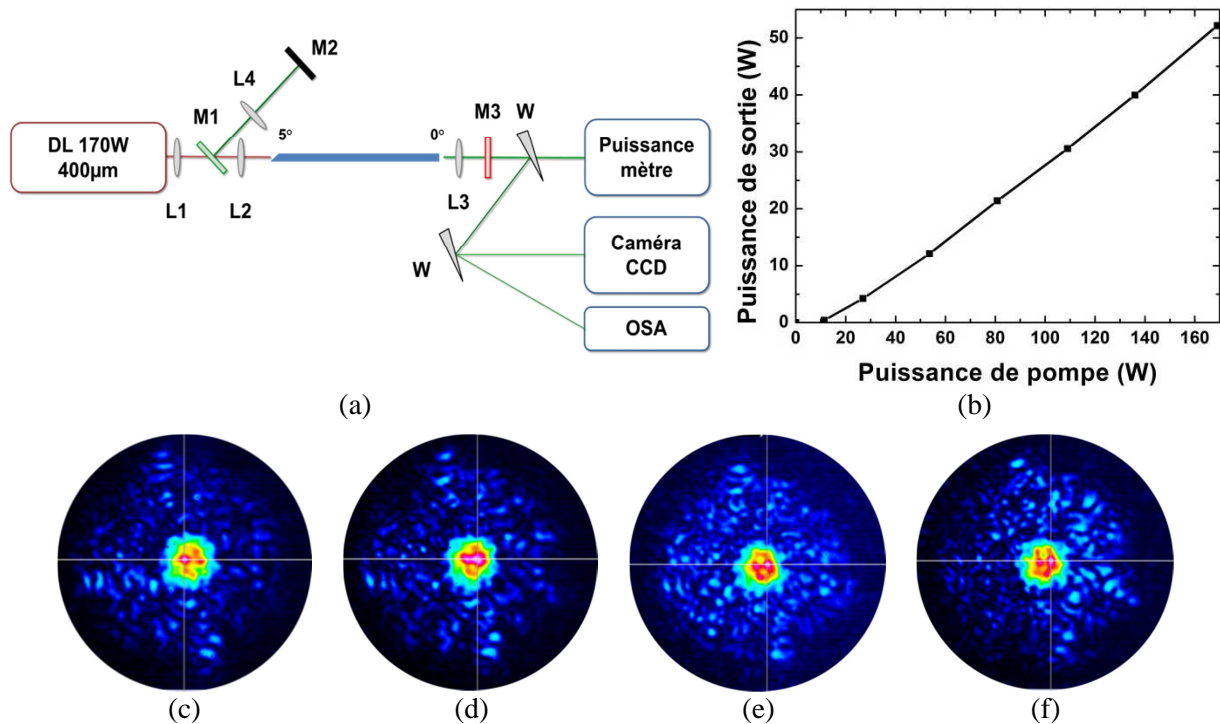 DL 170W
400µm
L1
M1
L2
L4
M2
5°
0°
L3
M3
W
Puissance
mètre
W
Caméra
CCD
OSA
(a)
Puissance de sortie (W)
50
40
30
20
10
0
0 20 40 60 80 100 120 140 160
Puissance de pompe (W)
(b)
(c) (d) (e) (f)